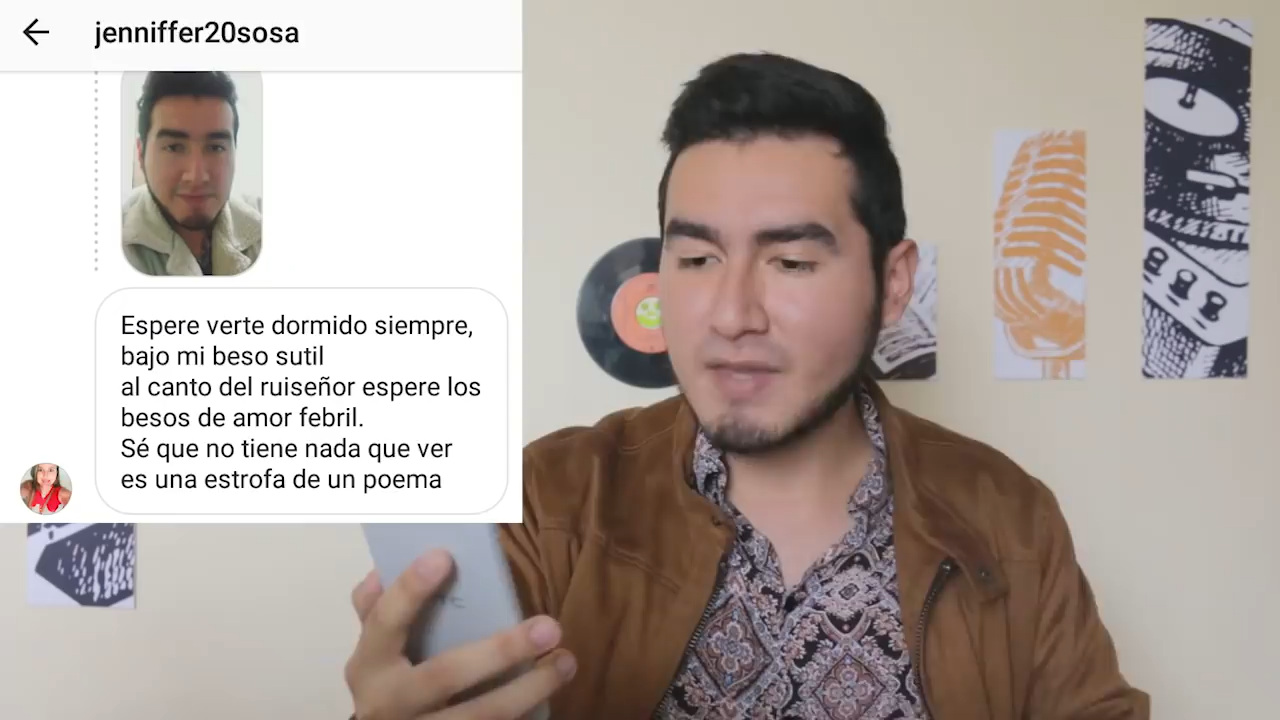 jenniffer20sosa
Espere verte dormido siempre,
bajo mi beso sutil
al canto del ruiseñor espere los
besos de amor febril.
Sé que no tiene nada que ver
es una estrofa de un poema